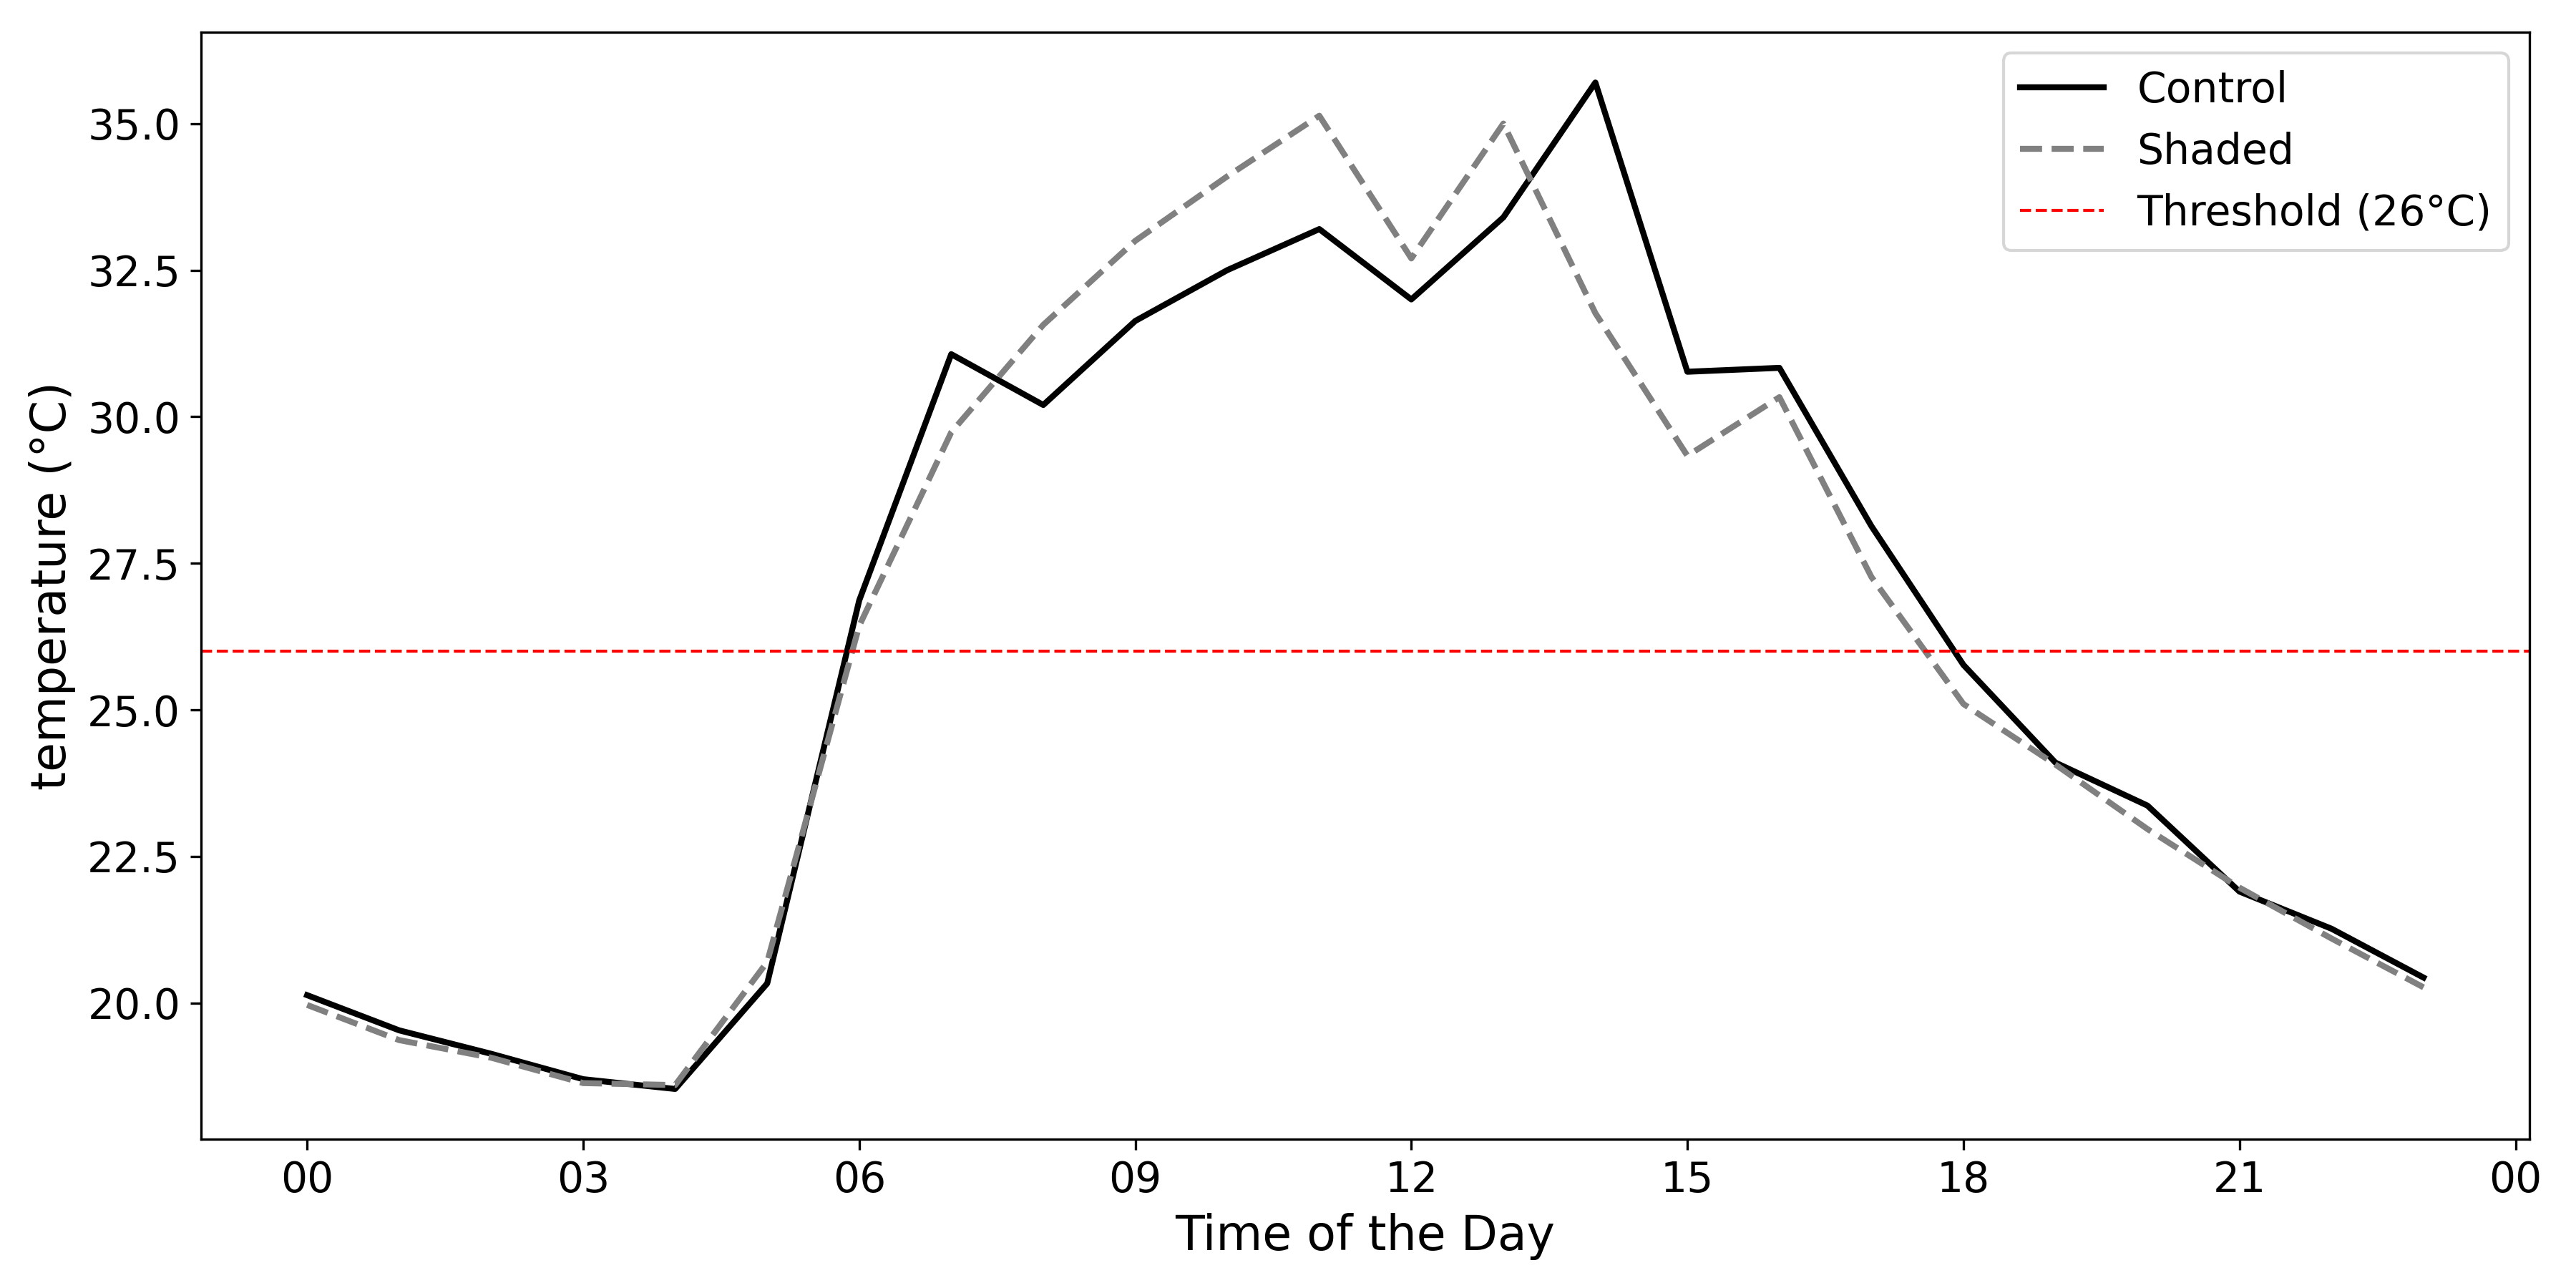 Control
Shaded
Threshold (26°C)
temperature (°C)
35.0
32.5
30.0
27.5
25.0
22.5
20.0
00 03 06 09 12 15 18 21 00
Time of the Day